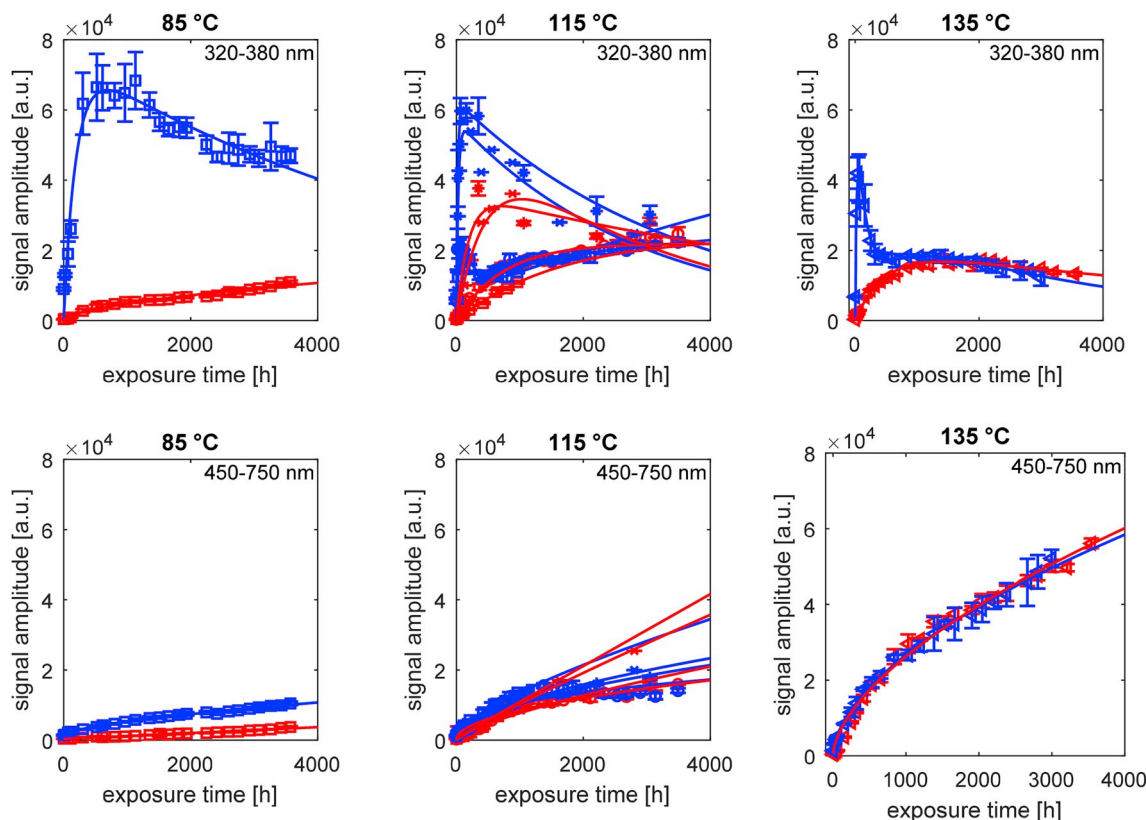 85 °C
×10⁴
320-380 nm
signal amplitude [a.u.]
8
6
4
2
0
0 2000 4000
exposure time [h]
115 °C
×10⁴
320-380 nm
signal amplitude [a.u.]
8
6
4
2
0
0 2000 4000
exposure time [h]
135 °C
×10⁴
320-380 nm
signal amplitude [a.u.]
8
6
4
2
0
0 2000 4000
exposure time [h]
85 °C
×10⁴
450-750 nm
signal amplitude [a.u.]
8
6
4
2
0
0 2000 4000
exposure time [h]
115 °C
×10⁴
450-750 nm
signal amplitude [a.u.]
8
6
4
2
0
0 2000 4000
exposure time [h]
135 °C
×10⁴
450-750 nm
signal amplitude [a.u.]
8
6
4
2
0
0 1000 2000 3000 4000
exposure time [h]